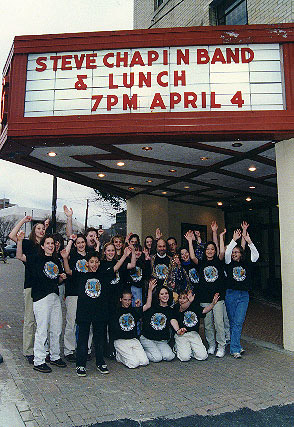 STEVE CHAPIN BAND
& LUNCH
7PM APRIL 4